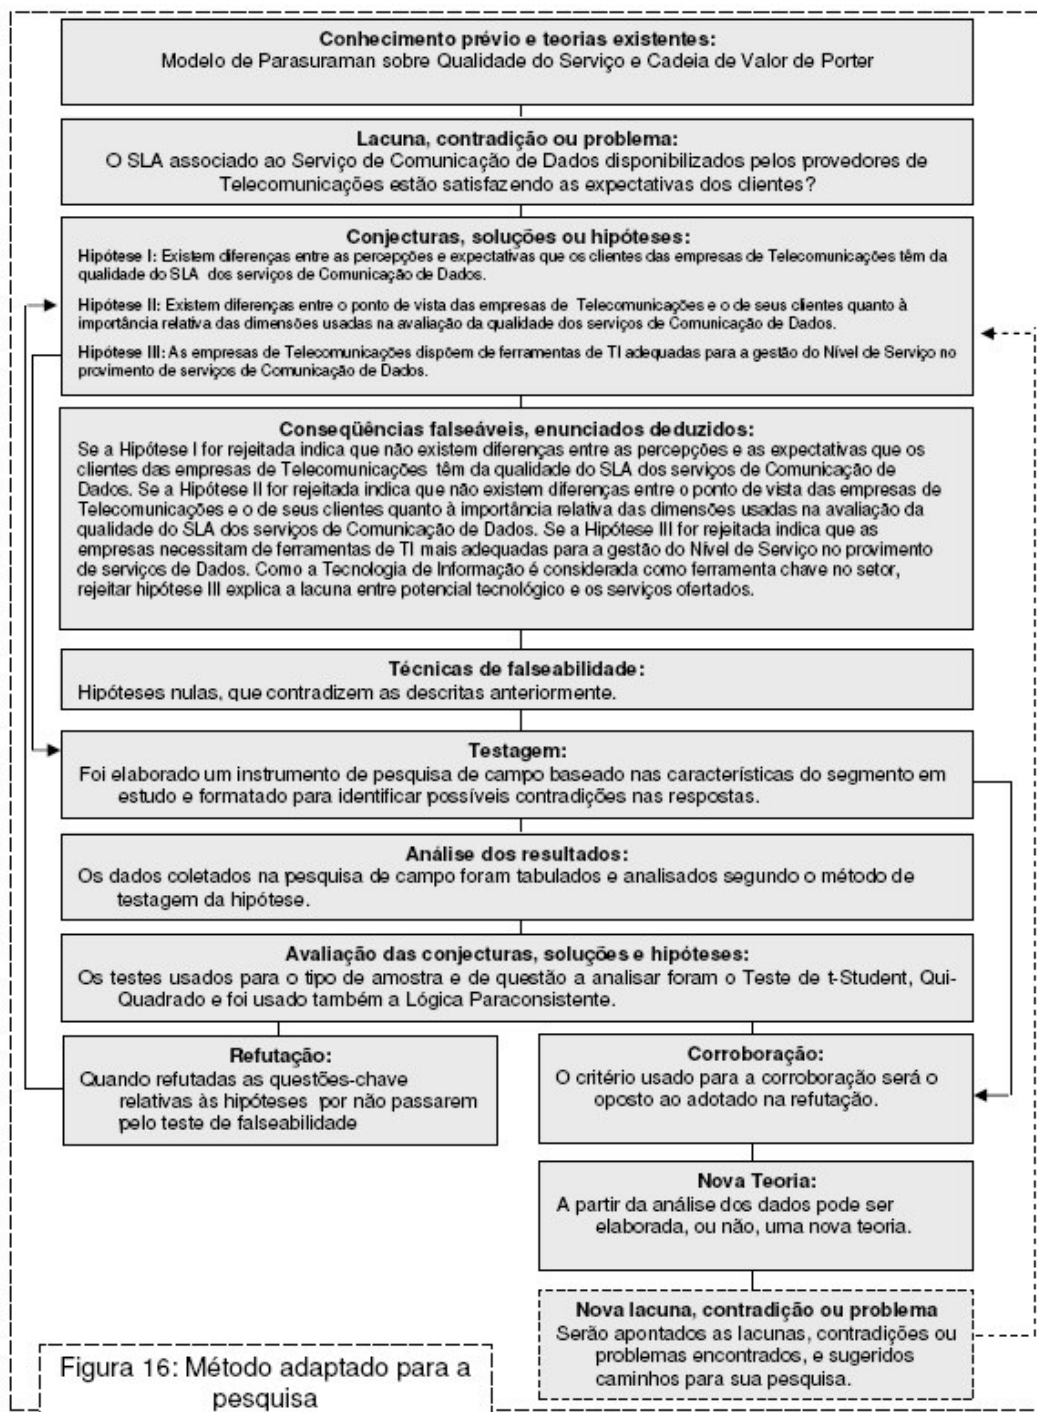 Conhecimento prévio e teorias existentes:
Modelo de Parasuraman sobre Qualidade do Serviço e Cadeia de Valor de Porter
Lacuna, contradição ou problema:
O SLA associado ao Serviço de Comunicação de Dados disponibilizados pelos provedores de
Telecomunicações estão satisfazendo as expectativas dos clientes?
Conjecturas, soluções ou hipóteses:
Hipótese I: Existem diferenças entre as percepções e expectativas que os clientes das empresas de Telecomunicações têm da
qualidade do SLA dos serviços de Comunicação de Dados.
Hipótese II: Existem diferenças entre o ponto de vista das empresas de Telecomunicações e o de seus clientes quanto à
importância relativa das dimensões usadas na avaliação da qualidade dos serviços de Comunicação de Dados.
Hipótese III: As empresas de Telecomunicações dispõem de ferramentas de TI adequadas para a gestão do Nível de Serviço no
provimento de serviços de Comunicação de Dados.
Conseqüências falseáveis, enunciados deduzidos:
Se a Hipótese I for rejeitada indica que não existem diferenças entre as percepções e as expectativas que os
clientes das empresas de Telecomunicações têm da qualidade do SLA dos serviços de Comunicação de
Dados. Se a Hipótese II for rejeitada indica que não existem diferenças entre o ponto de vista das empresas de
Telecomunicações e o de seus clientes quanto à importância relativa das dimensões usadas na avaliação da
qualidade do SLA dos serviços de Comunicação de Dados. Se a Hipótese III for rejeitada indica que as
empresas necessitam de ferramentas de TI mais adequadas para a gestão do Nível de Serviço no provimento
de serviços de Dados. Como a Tecnologia de Informação é considerada como ferramenta chave no setor,
rejeitar hipótese III explica a lacuna entre potencial tecnológico e os serviços ofertados.
Técnicas de falseabilidade:
Hipóteses nulas, que contradizem as descritas anteriormente.
Testagem:
Foi elaborado um instrumento de pesquisa de campo baseado nas características do segmento em
estudo e formatado para identificar possíveis contradições nas respostas.
Análise dos resultados:
Os dados coletados na pesquisa de campo foram tabulados e analisados segundo o método de
testagem da hipótese.
Avaliação das conjecturas, soluções e hipóteses:
Os testes usados para o tipo de amostra e de questão a analisar foram o Teste de t-Student, Qui-
Quadrado e foi usado também a Lógica Paraconsistente.
Refutação:
Quando refutadas as questões-chave
relativas às hipóteses por não passarem
pelo teste de falseabilidade
Corroboração:
O critério usado para a corroboração será o
oposto ao adotado na refutação.
Nova Teoria:
A partir da análise dos dados pode ser
elaborada, ou não, uma nova teoria.
Nova lacuna, contradição ou problema
Serão apontados as lacunas, contradições ou
problemas encontrados, e sugeridos
caminhos para sua pesquisa.
Figura 16: Método adaptado para a
pesquisa